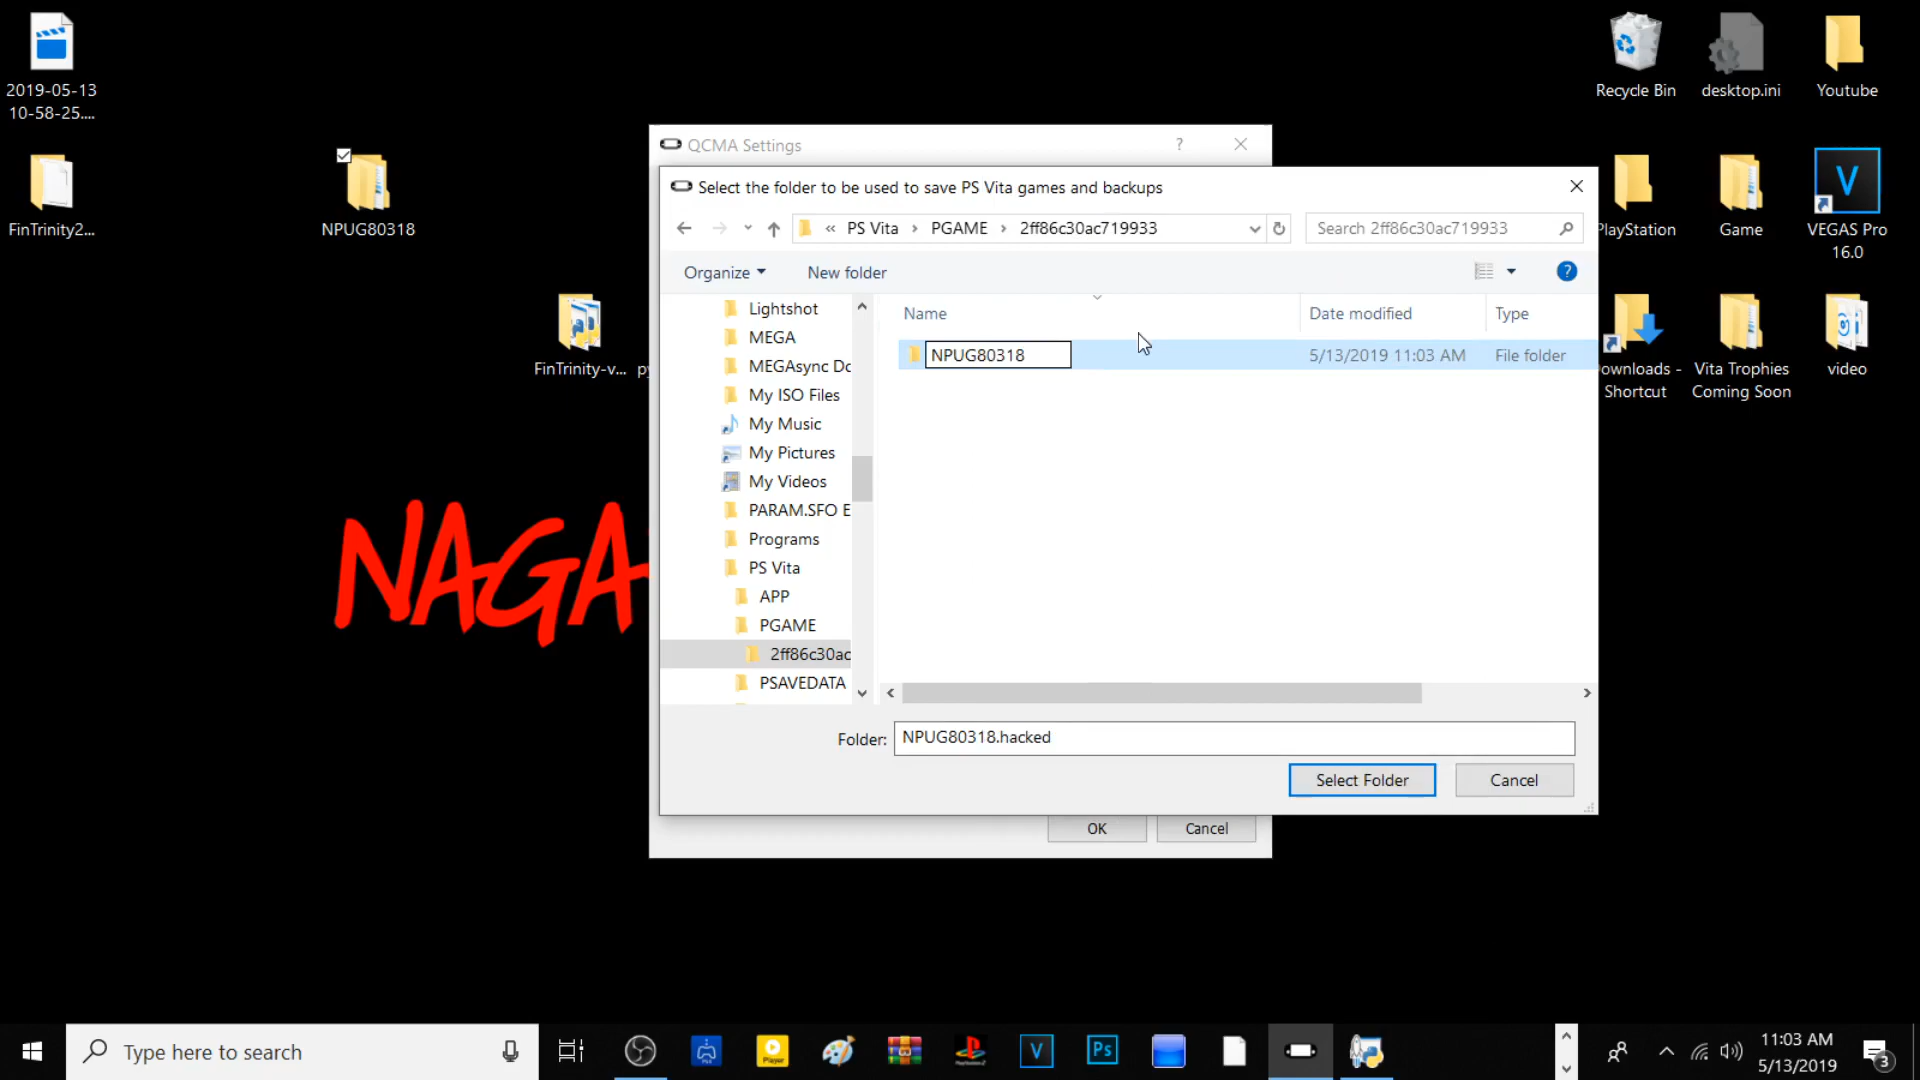 2019-05-13
10-58-25....
Recycle Bin
desktop.ini
Youtube
QCMA Settings
?
Select the folder to be used to save PS Vita games and backups
FinTrinity2...
NPUG80318
« PS Vita › PGAME › 2ff86c30ac719933
Search 2ff86c30ac719933
PlayStation
Game
VEGAS Pro
16.0
Organize
New folder
?
Lightshot
MEGA
MEGAsync Dc
My ISO Files
My Music
My Pictures
My Videos
PARAM.SFO E
Programs
PS Vita
APP
PGAME
2ff86c30ac
PSAVEDATA
Name
Date modified
Type
NPUG80318
5/13/2019 11:03 AM
File folder
FinTrinity-v...
py
ownloads -
Shortcut
Vita Trophies
Coming Soon
video
NAGA
Folder:
NPUG80318.hacked
Select Folder
Cancel
OK
Cancel
Type here to search
Player
V
Ps
11:03 AM
5/13/2019
3